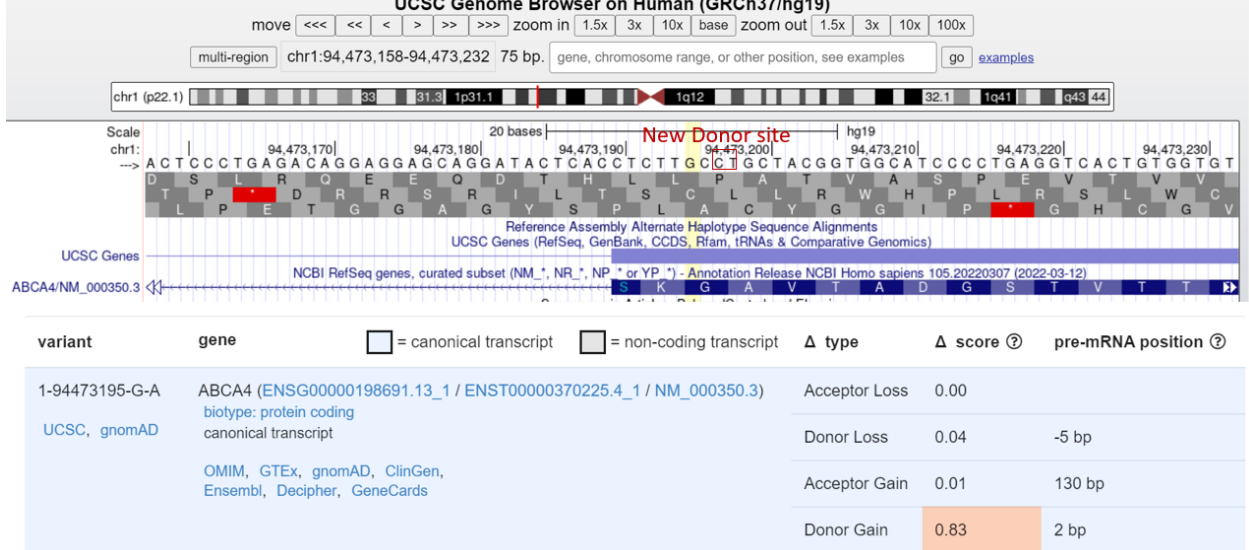 UCSC Genome Browser on Human (GRCh37/hg19)
move <<< << < > >> >>> zoom in 1.5x 3x 10x base zoom out 1.5x 3x 10x 100x
multi-region chr1:94,473,158-94,473,232 75 bp. gene, chromosome range, or other position, see examples go examples
chr1 (p22.1) 33 31.3 1p31.1 1q12 32.1 1q41 q43 44
Scale 20 bases New Donor site hg19
chr1: 94,473,170 94,473,180 94,473,190 94,473,200 94,473,210 94,473,220 94,473,230
---> A C T C C C T G A G A C A G G A G G A G C A G G A T A C T C A C C T C T T G C C T G C T A C G G T G G C A T C C C C T G A G G T C A C T G T G G T G T
D S L R Q E E Q D T H L L P A T V A S P E V T V V
T P * D R R S R I L T S C L L R W H P L R S L W C
L P E T G G A G Y S P L A C Y G G I P * G H C G V
Reference Assembly Alternate Haplotype Sequence Alignments
UCSC Genes (RefSeq, GenBank, CCDS, Rfam, tRNAs & Comparative Genomics)
UCSC Genes
NCBI RefSeq genes, curated subset (NM_*, NR_*, NP_* or YP_*) - Annotation Release NCBI Homo sapiens 105.20220307 (2022-03-12)
ABCA4/NM_000350.3 S K G A V T A D G S T V T T
variant gene = canonical transcript = non-coding transcript Δ type Δ score ? pre-mRNA position ?
1-94473195-G-A ABCA4 (ENSG00000198691.13_1 / ENST00000370225.4_1 / NM_000350.3) Acceptor Loss 0.00
biotype: protein coding
UCSC, gnomAD canonical transcript Donor Loss 0.04 -5 bp
OMIM, GTEx, gnomAD, ClinGen, Acceptor Gain 0.01 130 bp
Ensembl, Decipher, GeneCards
Donor Gain 0.83 2 bp